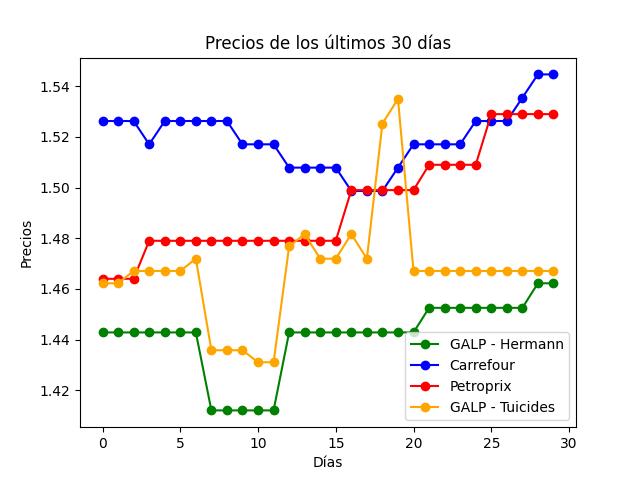 Precios de los últimos 30 días
Precios
1.54
1.52
1.50
1.48
1.46
1.44
1.42
0 5 10 15 20 25 30
Días
GALP - Hermann
Carrefour
Petroprix
GALP - Tuicides